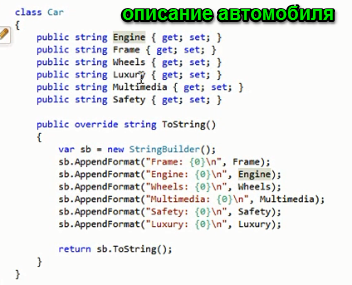 описание автомобиля
class Car
{
    public string Engine { get; set; }
    public string Frame { get; set; }
    public string Wheels { get; set; }
    public string Luxury { get; set; }
    public string Multimedia { get; set; }
    public string Safety { get; set; }

    public override string ToString()
    {
        var sb = new StringBuilder();
        sb.AppendFormat("Frame: {0}\n", Frame);
        sb.AppendFormat("Engine: {0}\n", Engine);
        sb.AppendFormat("Wheels: {0}\n", Wheels);
        sb.AppendFormat("Multimedia: {0}\n", Multimedia);
        sb.AppendFormat("Safety: {0}\n", Safety);
        sb.AppendFormat("Luxury: {0}\n", Luxury);

        return sb.ToString();
    }
}